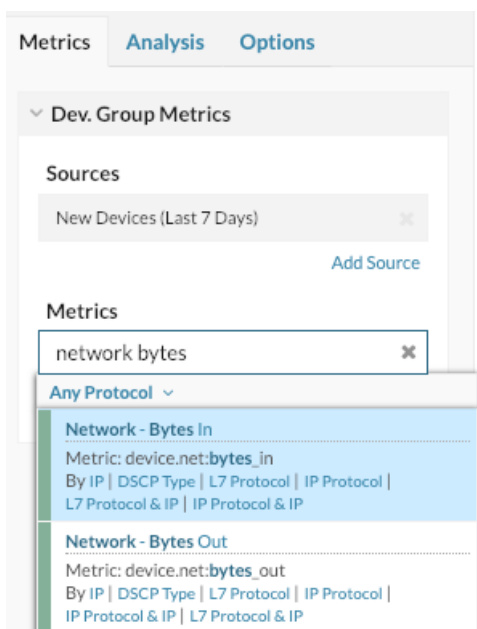 Metrics Analysis Options
Dev. Group Metrics
Sources
New Devices (Last 7 Days)
Add Source
Metrics
network bytes
Any Protocol
Network - Bytes In
Metric: device.net:bytes_in
By IP | DSCP Type | L7 Protocol | IP Protocol |
L7 Protocol & IP | IP Protocol & IP
Network - Bytes Out
Metric: device.net:bytes_out
By IP | DSCP Type | L7 Protocol | IP Protocol |
IP Protocol & IP | L7 Protocol & IP